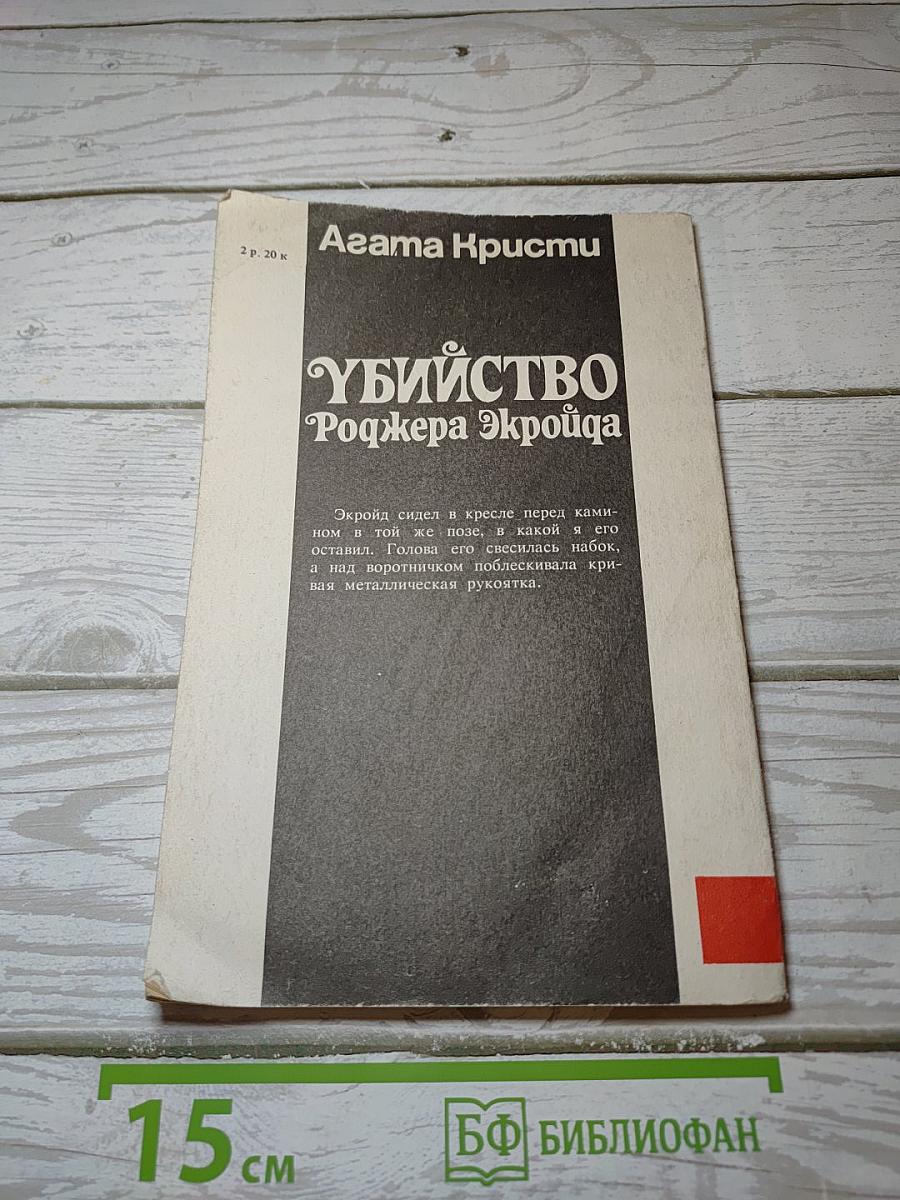 2 р. 20 к
Агата Кристи
УБИЙСТВО
Роджера Экройда
Экройд сидел в кресле перед ками-
ном в той же позе, в какой я его
оставил. Голова его свесилась набок,
а над воротничком поблескивала кри-
вая металлическая рукоятка.
15 см
БФ БИБЛИОФАН